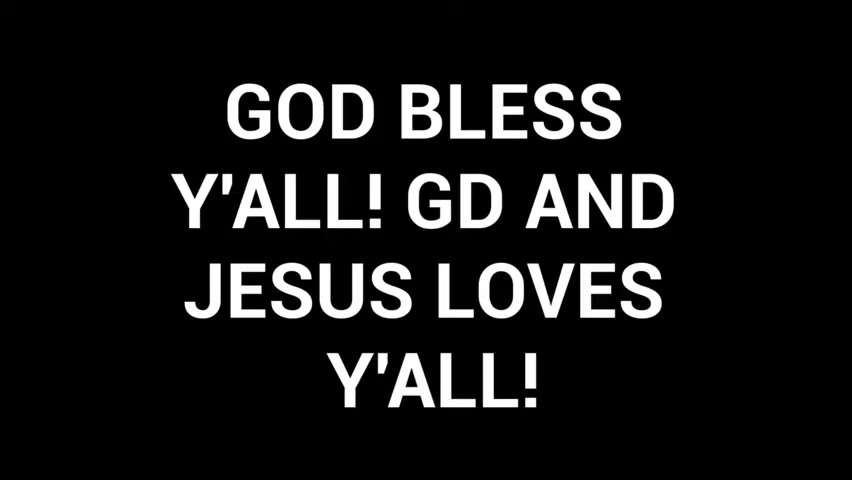 GOD BLESS
Y'ALL! GD AND
JESUS LOVES
Y'ALL!